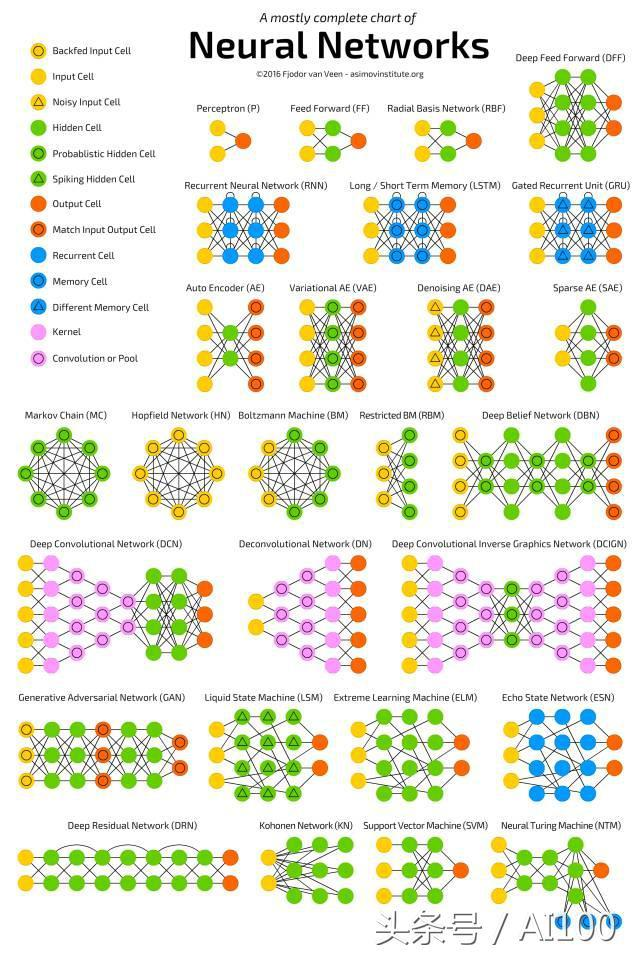 A mostly complete chart of
Neural Networks
©2016 Fjodor van Veen - asimovinstitute.org
Backfed Input Cell
Input Cell
Noisy Input Cell
Hidden Cell
Probablistic Hidden Cell
Spiking Hidden Cell
Output Cell
Match Input Output Cell
Recurrent Cell
Memory Cell
Different Memory Cell
Kernel
Convolution or Pool
Perceptron (P)
Feed Forward (FF)
Radial Basis Network (RBF)
Deep Feed Forward (DFF)
Recurrent Neural Network (RNN)
Long / Short Term Memory (LSTM)
Gated Recurrent Unit (GRU)
Auto Encoder (AE)
Variational AE (VAE)
Denoising AE (DAE)
Sparse AE (SAE)
Markov Chain (MC)
Hopfield Network (HN)
Boltzmann Machine (BM)
Restricted BM (RBM)
Deep Belief Network (DBN)
Deep Convolutional Network (DCN)
Deconvolutional Network (DN)
Deep Convolutional Inverse Graphics Network (DCIGN)
Generative Adversarial Network (GAN)
Liquid State Machine (LSM)
Extreme Learning Machine (ELM)
Echo State Network (ESN)
Deep Residual Network (DRN)
Kohonen Network (KN)
Support Vector Machine (SVM)
Neural Turing Machine (NTM)
头条号 / AI100